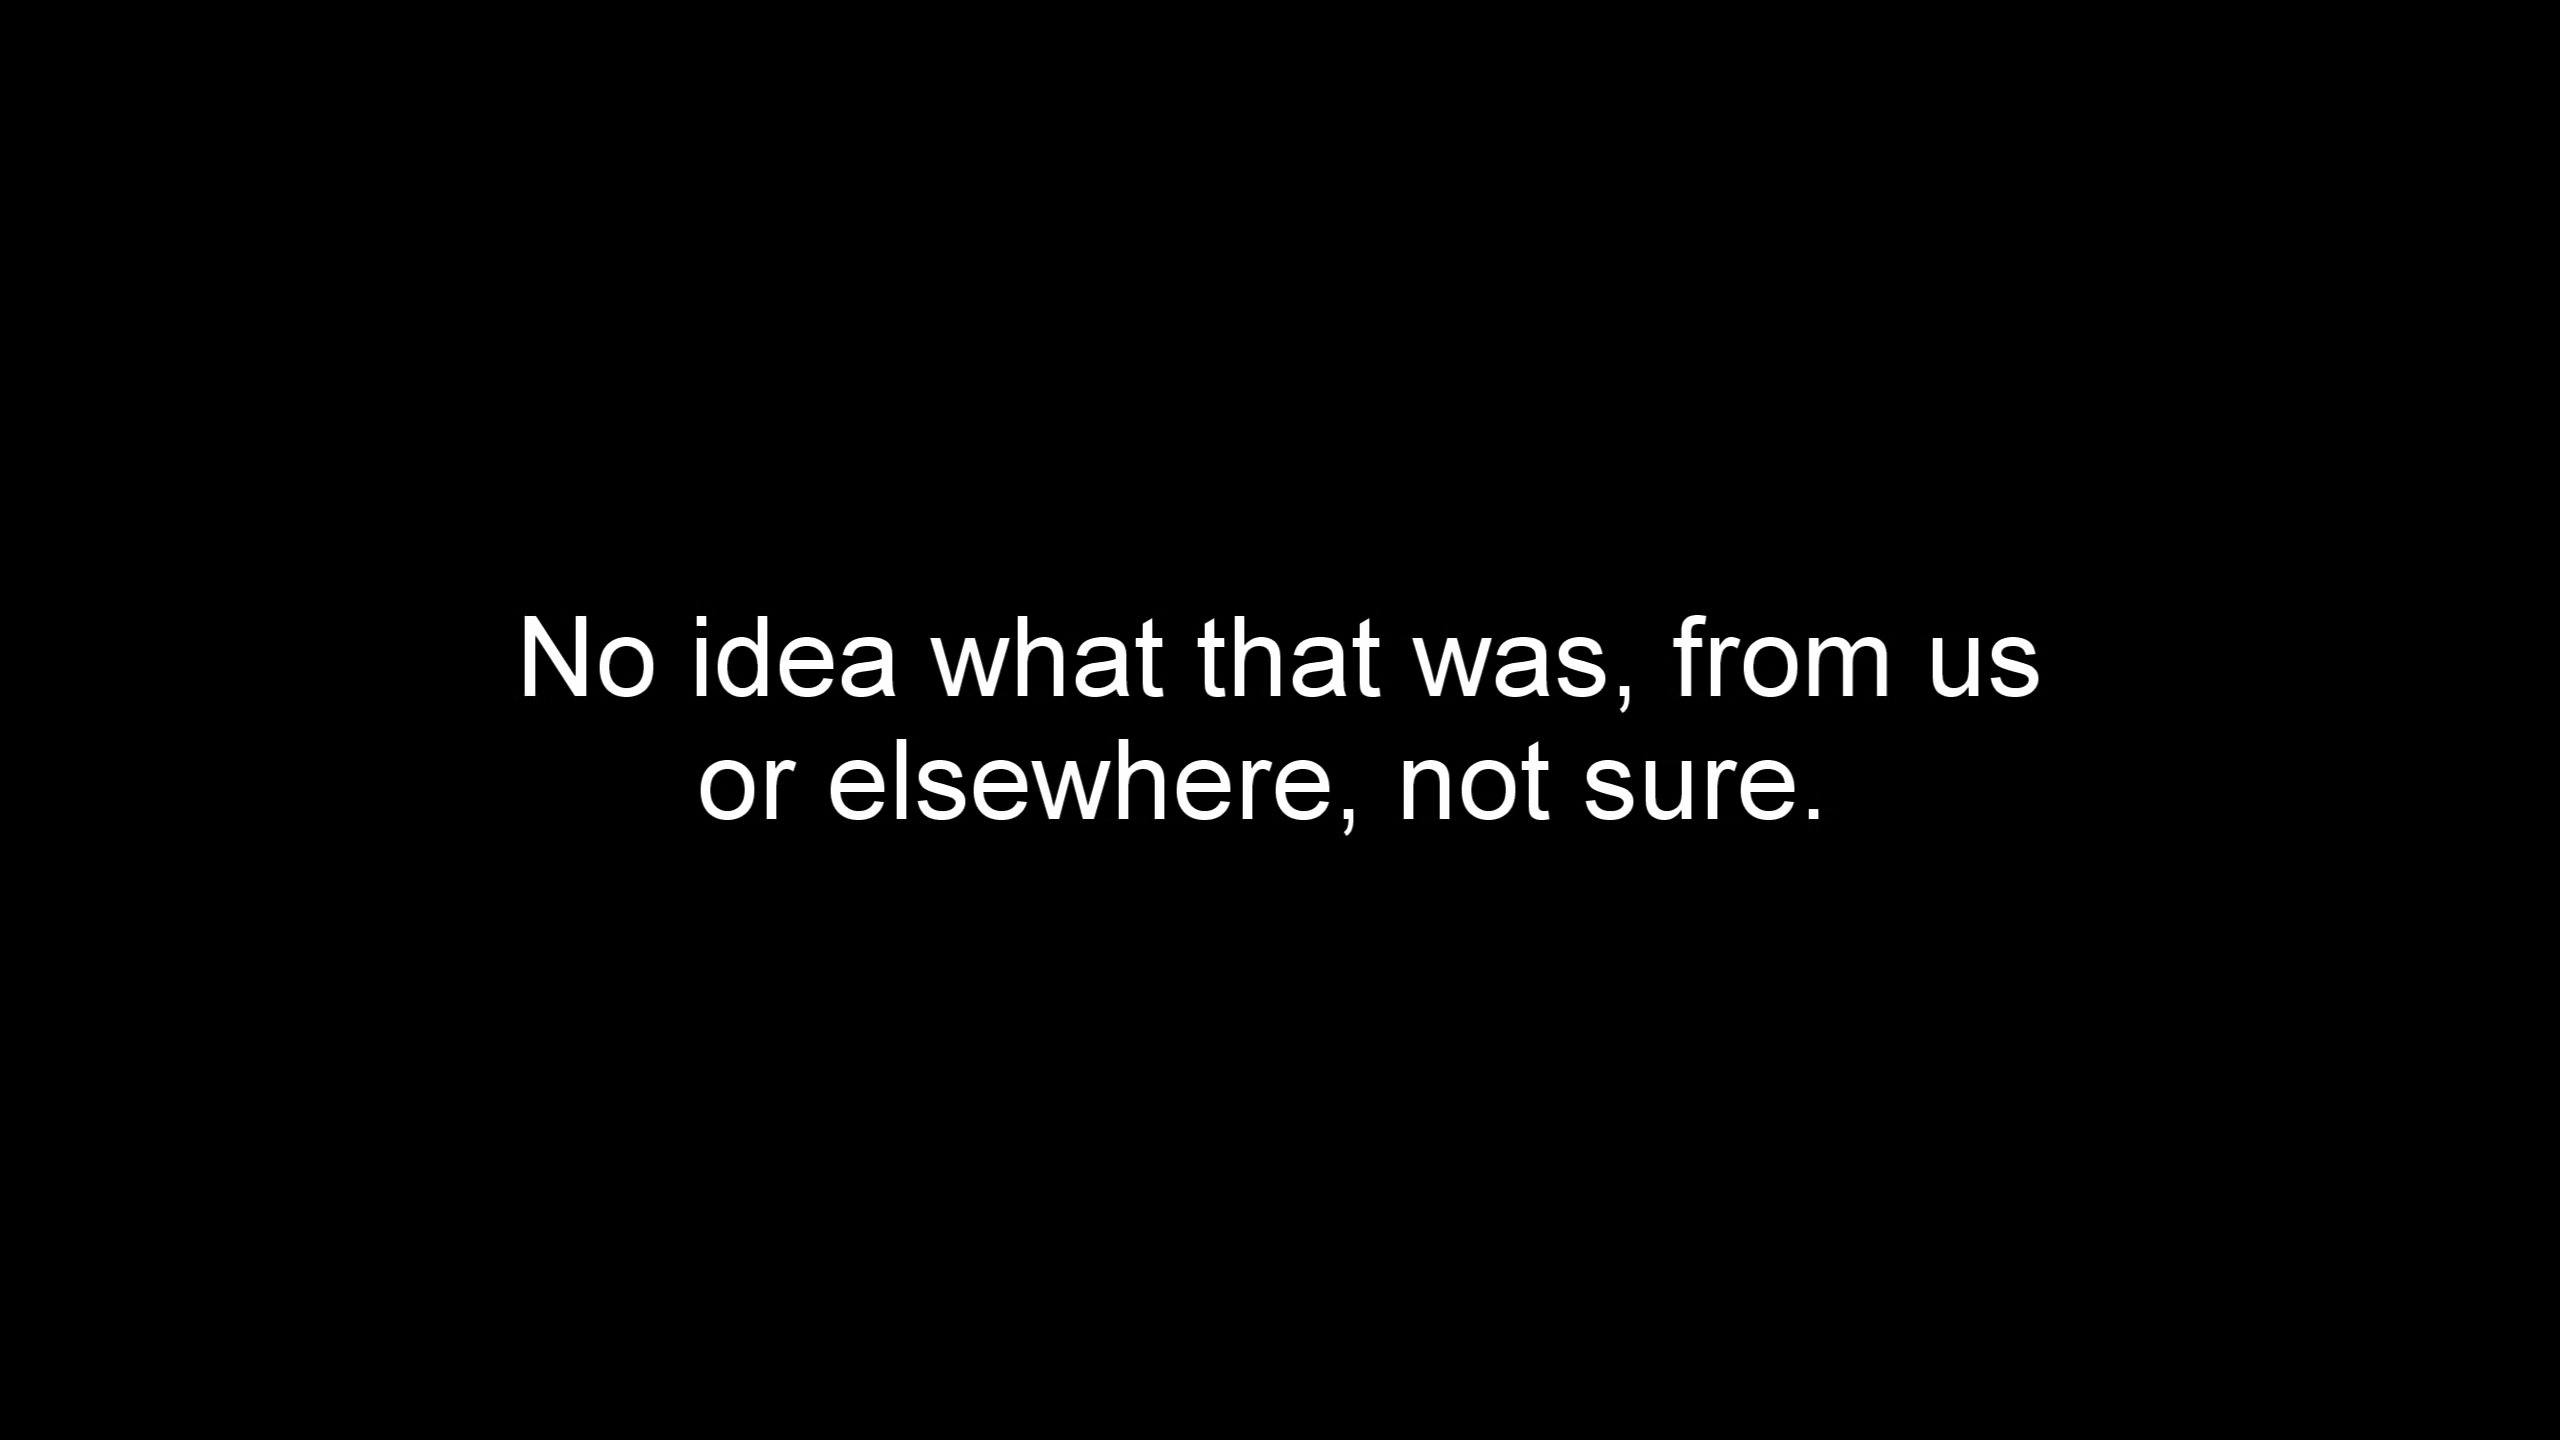 No idea what that was, from us
or elsewhere, not sure.